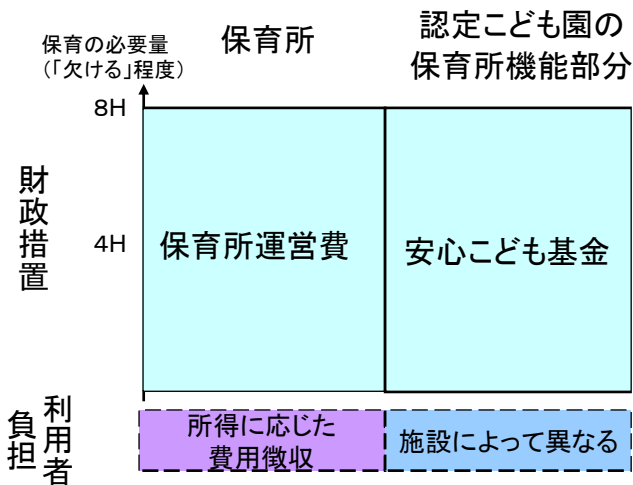 保育の必要量
(「欠ける」程度)
保育所
認定こども園の
保育所機能部分
8H
4H
財政措置
保育所運営費
安心こども基金
利用者
負担
所得に応じた
費用徴収
施設によって異なる